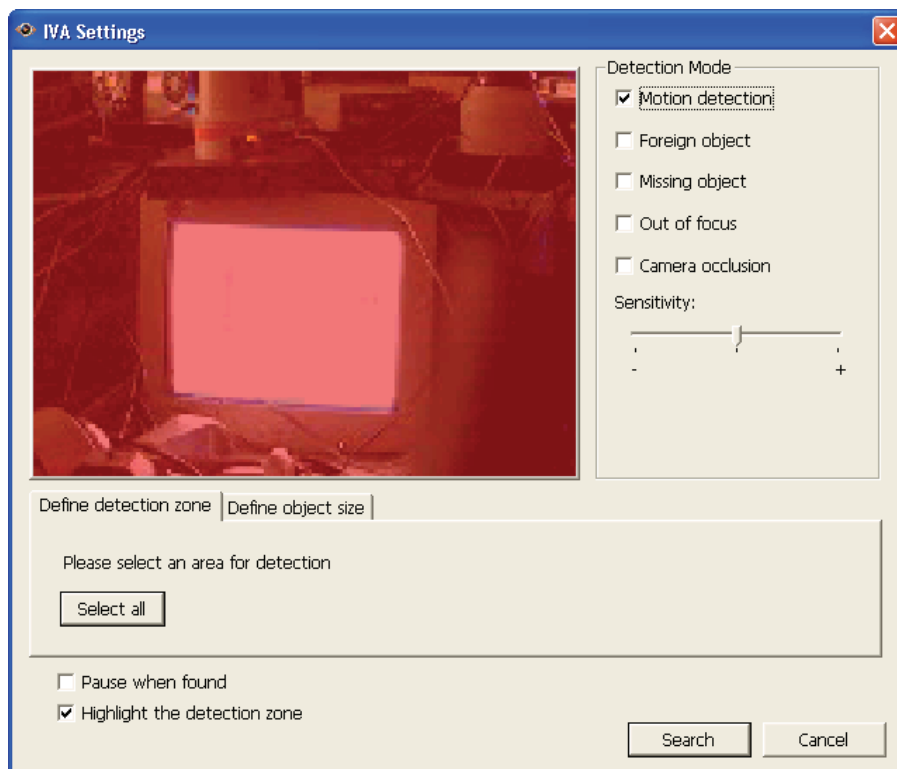 IVA Settings
Detection Mode
Motion detection
Foreign object
Missing object
Out of focus
Camera occlusion
Sensitivity:
- +
Define detection zone Define object size
Please select an area for detection
Select all
Pause when found
Highlight the detection zone
Search Cancel